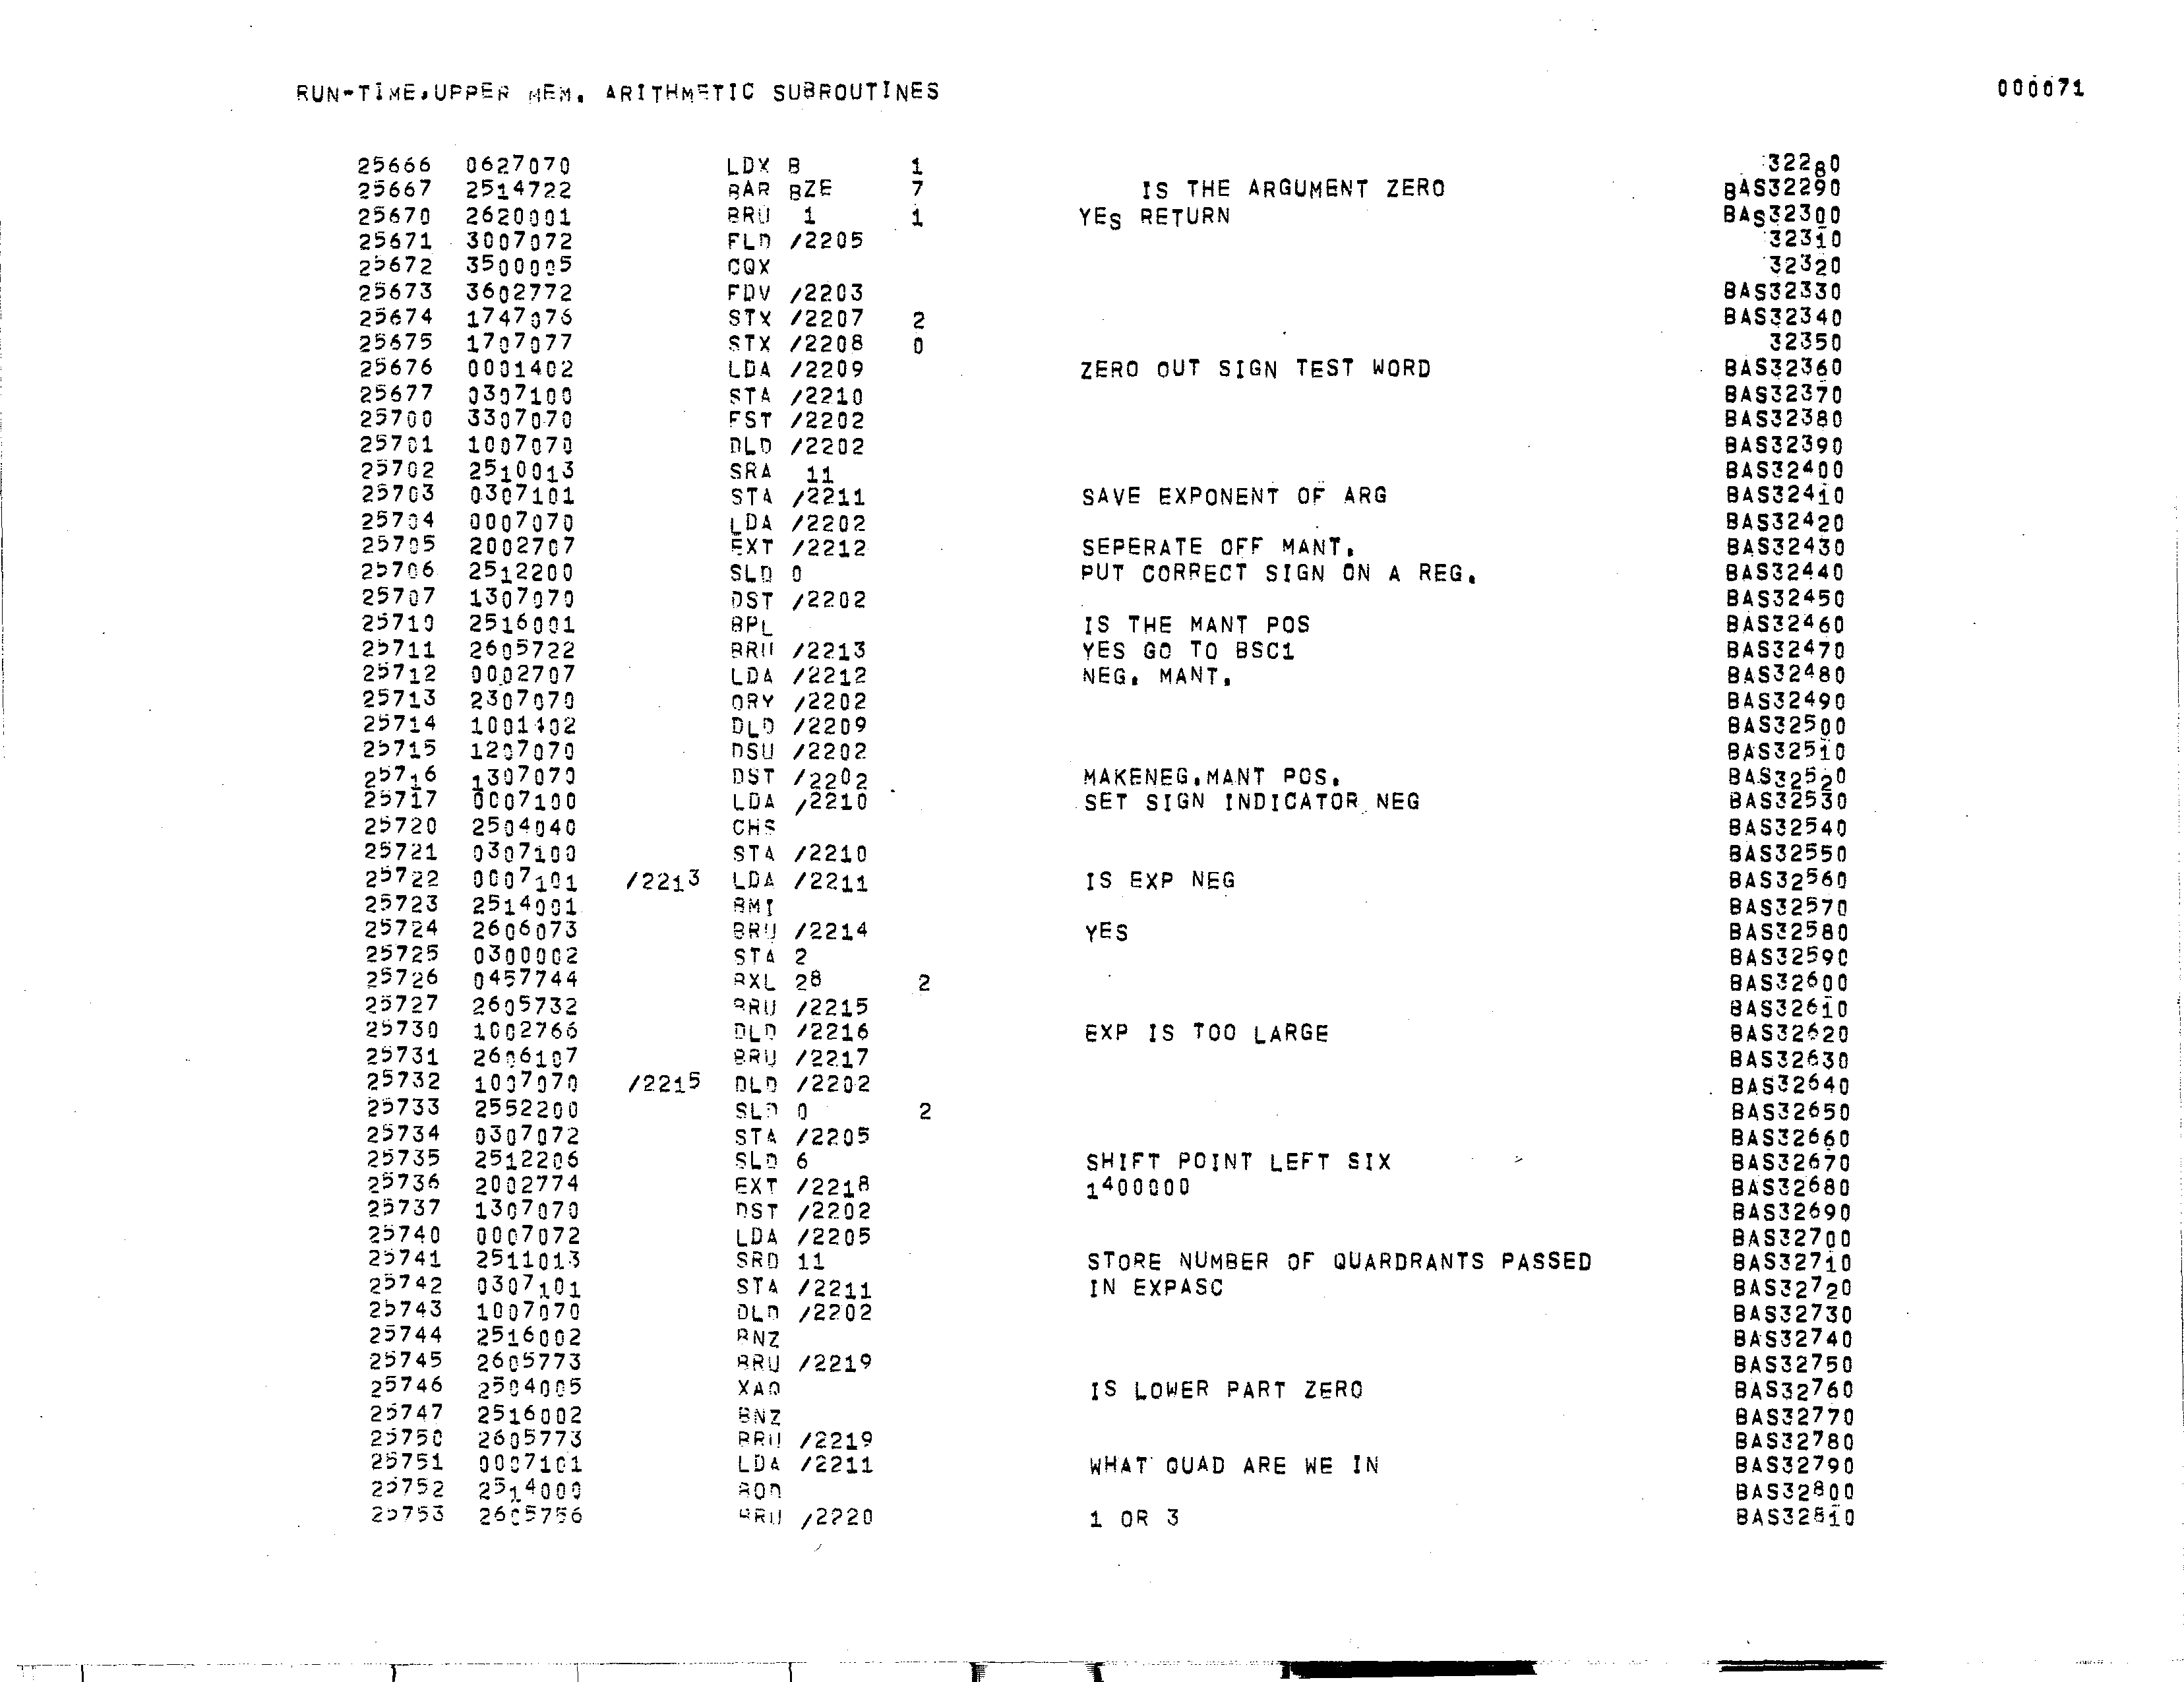 RUN-TIME,UPPER MEM. ARITHMETIC SUBROUTINES 000071
25666 0627070 LDX B 1 32280
25667 2514722 BAR BZE 7 IS THE ARGUMENT ZERO BAS32290
25670 2620001 BRU 1 1 YES RETURN BAS32300
25671 3007072 FLD /2205 32310
25672 3500005 CQX 32320
25673 3602772 FDV /2203 BAS32330
25674 1747076 STX /2207 2 BAS32340
25675 1707077 STX /2208 0 32350
25676 0001402 LDA /2209 ZERO OUT SIGN TEST WORD BAS32360
25677 0307100 STA /2210 BAS32370
25700 3307070 FST /2202 BAS32380
25701 1007070 DLD /2202 BAS32390
25702 2510013 SRA 11 BAS32400
25703 0307101 STA /2211 SAVE EXPONENT OF ARG BAS32410
25704 0007070 LDA /2202 BAS32420
25705 2002707 EXT /2212 SEPERATE OFF MANT. BAS32430
25706 2512200 SLD 0 PUT CORRECT SIGN ON A REG. BAS32440
25707 1307070 DST /2202 BAS32450
25710 2516001 BPL IS THE MANT POS BAS32460
25711 2605722 BRU /2213 YES GO TO BSC1 BAS32470
25712 0002707 LDA /2212 NEG. MANT. BAS32480
25713 2307070 ORY /2202 BAS32490
25714 1001402 DLD /2209 BAS32500
25715 1207070 DSU /2202 BAS32510
25716 1307070 DST /2202 MAKENEG.MANT POS. BAS32520
25717 0007100 LDA /2210 SET SIGN INDICATOR NEG BAS32530
25720 2504040 CHS BAS32540
25721 0307100 STA /2210 BAS32550
25722 0007101 /2213 LDA /2211 IS EXP NEG BAS32560
25723 2514001 BMI BAS32570
25724 2606073 BRU /2214 YES BAS32580
25725 0300002 STA 2 BAS32590
25726 0457744 BXL 28 2 BAS32600
25727 2605732 BRU /2215 BAS32610
25730 1002766 DLD /2216 EXP IS TOO LARGE BAS32620
25731 2606107 BRU /2217 BAS32630
25732 1007070 /2215 DLD /2202 BAS32640
25733 2552200 SLD 0 2 BAS32650
25734 0307072 STA /2205 BAS32660
25735 2512206 SLD 6 SHIFT POINT LEFT SIX BAS32670
25736 2002774 EXT /2218 1400000 BAS32680
25737 1307070 DST /2202 BAS32690
25740 0007072 LDA /2205 BAS32700
25741 2511013 SRD 11 STORE NUMBER OF QUARDRANTS PASSED BAS32710
25742 0307101 STA /2211 IN EXPASC BAS32720
25743 1007070 DLD /2202 BAS32730
25744 2516002 BNZ BAS32740
25745 2605773 BRU /2219 BAS32750
25746 2504005 XAQ IS LOWER PART ZERO BAS32760
25747 2516002 BNZ BAS32770
25750 2605773 BRU /2219 BAS32780
25751 0007101 LDA /2211 WHAT QUAD ARE WE IN BAS32790
25752 2514000 BOD BAS32800
25753 2605756 BRU /2220 1 OR 3 BAS32810